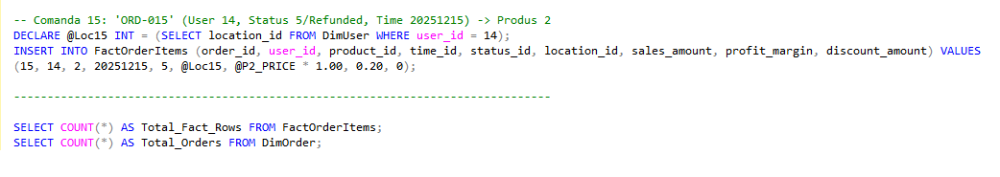 -- Comanda 15: 'ORD-015' (User 14, Status 5/Refunded, Time 20251215) -> Produs 2
DECLARE @Loc15 INT = (SELECT location_id FROM DimUser WHERE user_id = 14);
INSERT INTO FactOrderItems (order_id, user_id, product_id, time_id, status_id, location_id, sales_amount, profit_margin, discount_amount) VALUES
(15, 14, 2, 20251215, 5, @Loc15, @P2_PRICE * 1.00, 0.20, 0);
--------------------------------------------------------------------------------
SELECT COUNT(*) AS Total_Fact_Rows FROM FactOrderItems;
SELECT COUNT(*) AS Total_Orders FROM DimOrder;